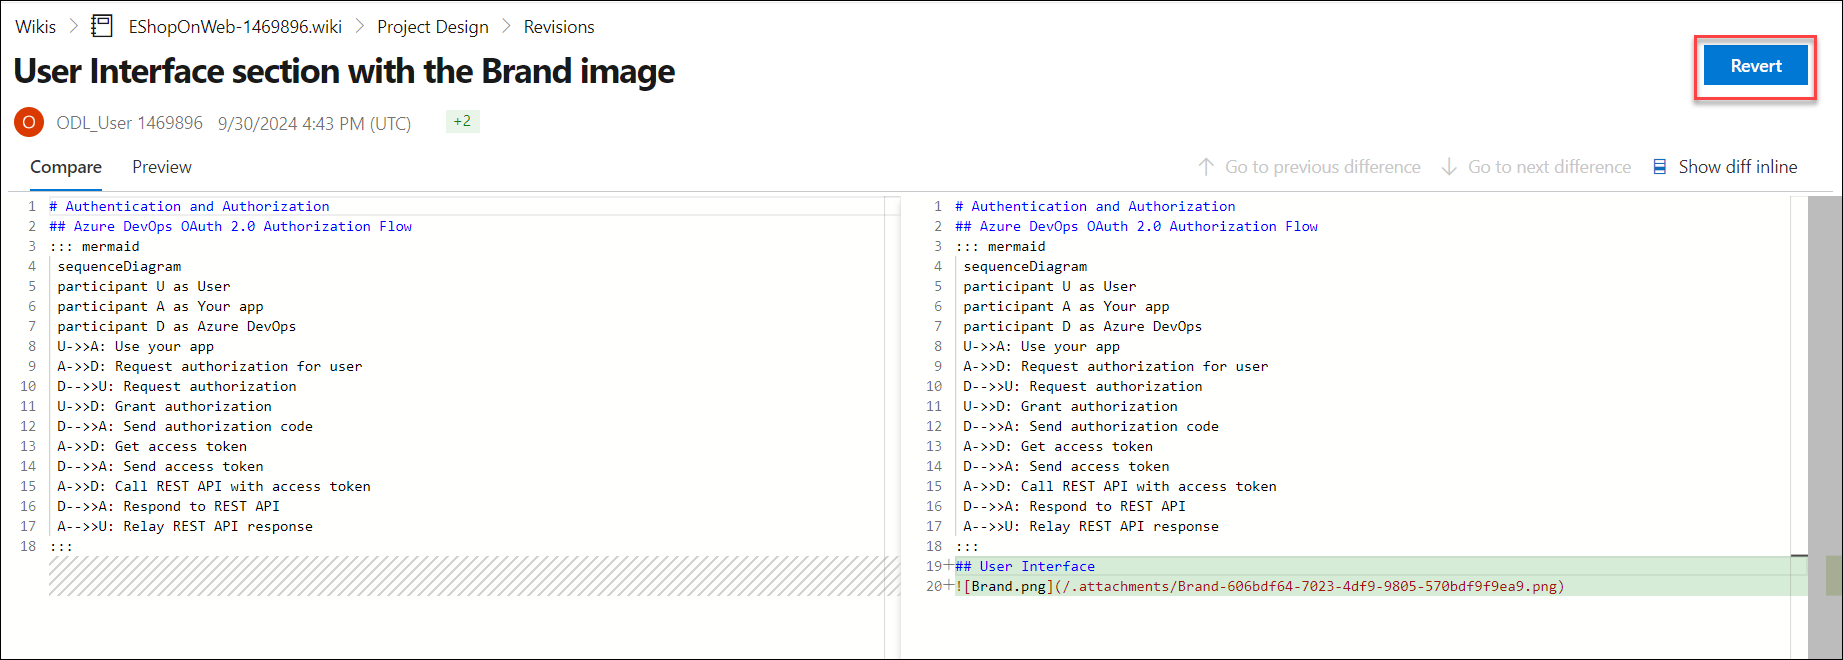 Wikis > EShopOnWeb-1469896.wiki > Project Design > Revisions
User Interface section with the Brand image
Revert
O ODL_User 1469896 9/30/2024 4:43 PM (UTC) +2
Compare Preview ↑ Go to previous difference ↓ Go to next difference Show diff inline
1 # Authentication and Authorization
2 ## Azure DevOps OAuth 2.0 Authorization Flow
3 ::: mermaid
4 sequenceDiagram
5 participant U as User
6 participant A as Your app
7 participant D as Azure DevOps
8 U->>A: Use your app
9 A->>D: Request authorization for user
10 D-->>U: Request authorization
11 U->>D: Grant authorization
12 D-->>A: Send authorization code
13 A->>D: Get access token
14 D-->>A: Send access token
15 A->>D: Call REST API with access token
16 D-->>A: Respond to REST API
17 A-->>U: Relay REST API response
18 :::
1 # Authentication and Authorization
2 ## Azure DevOps OAuth 2.0 Authorization Flow
3 ::: mermaid
4 sequenceDiagram
5 participant U as User
6 participant A as Your app
7 participant D as Azure DevOps
8 U->>A: Use your app
9 A->>D: Request authorization for user
10 D-->>U: Request authorization
11 U->>D: Grant authorization
12 D-->>A: Send authorization code
13 A->>D: Get access token
14 D-->>A: Send access token
15 A->>D: Call REST API with access token
16 D-->>A: Respond to REST API
17 A-->>U: Relay REST API response
18 :::
19+## User Interface
20+![Brand.png](/.attachments/Brand-606bdf64-7023-4df9-9805-570bdf9f9ea9.png)